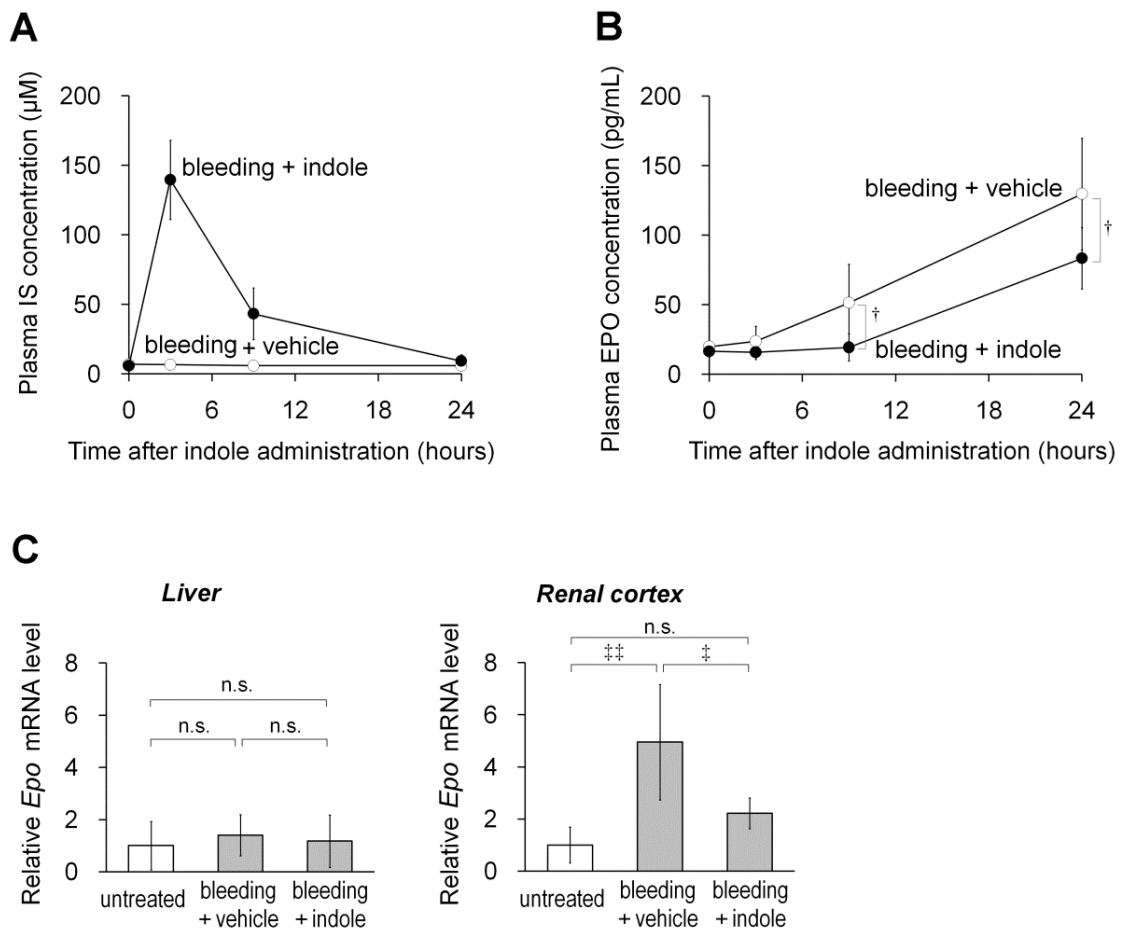 A
Plasma IS concentration (µM)
200
150
100
50
0
bleeding + indole
bleeding + vehicle
0 6 12 18 24
Time after indole administration (hours)
B
Plasma EPO concentration (pg/mL)
200
150
100
50
0
bleeding + vehicle
†
†
bleeding + indole
0 6 12 18 24
Time after indole administration (hours)
C
Liver
Relative Epo mRNA level
8
6
4
2
0
n.s.
n.s. n.s.
untreated
bleeding
+ vehicle
bleeding
+ indole
Renal cortex
Relative Epo mRNA level
8
6
4
2
0
n.s.
‡‡ ‡
untreated
bleeding
+ vehicle
bleeding
+ indole